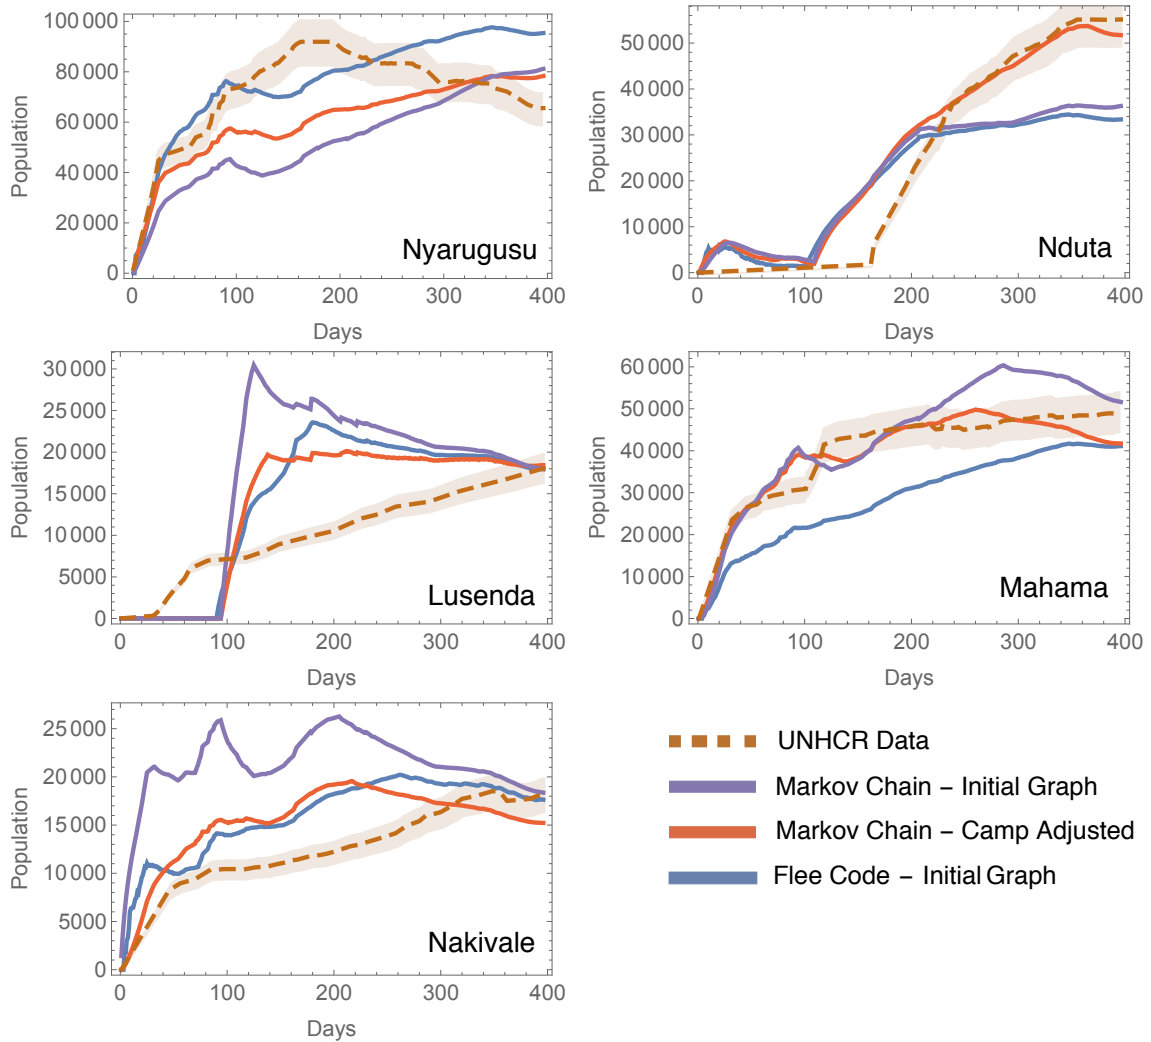 100 000
80 000
60 000
40 000
20 000
0
Population
Nyarugusu
0 100 200 300 400
Days
50 000
40 000
30 000
20 000
10 000
0
Population
Nduta
0 100 200 300 400
Days
30 000
25 000
20 000
15 000
10 000
5000
0
Population
Lusenda
0 100 200 300 400
Days
60 000
50 000
40 000
30 000
20 000
10 000
0
Population
Mahama
0 100 200 300 400
Days
25 000
20 000
15 000
10 000
5000
0
Population
Nakivale
0 100 200 300 400
Days
UNHCR Data
Markov Chain – Initial Graph
Markov Chain – Camp Adjusted
Flee Code – Initial Graph